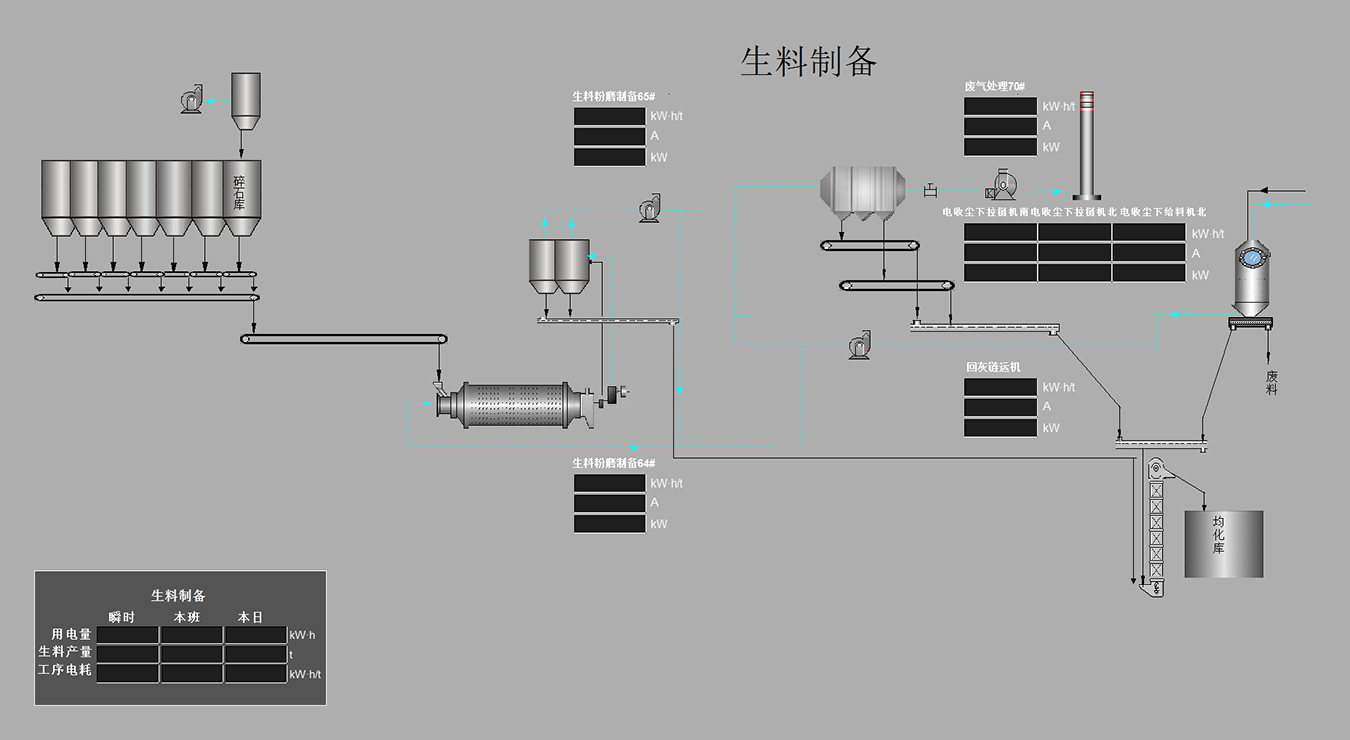 生料制备
废气处理70#
kW·h/t
A
kW
生料粉磨制备65#
kW·h/t
A
kW
碎石库
电收尘下拉链机南
电收尘下拉链机北
电收尘下给料机北
kW·h/t
A
kW
回灰链运机
kW·h/t
A
kW
废料
生料粉磨制备64#
kW·h/t
A
kW
均化库
生料制备
瞬时 本班 本日
用电量 kW·h
生料产量 t
工序电耗 kW·h/t